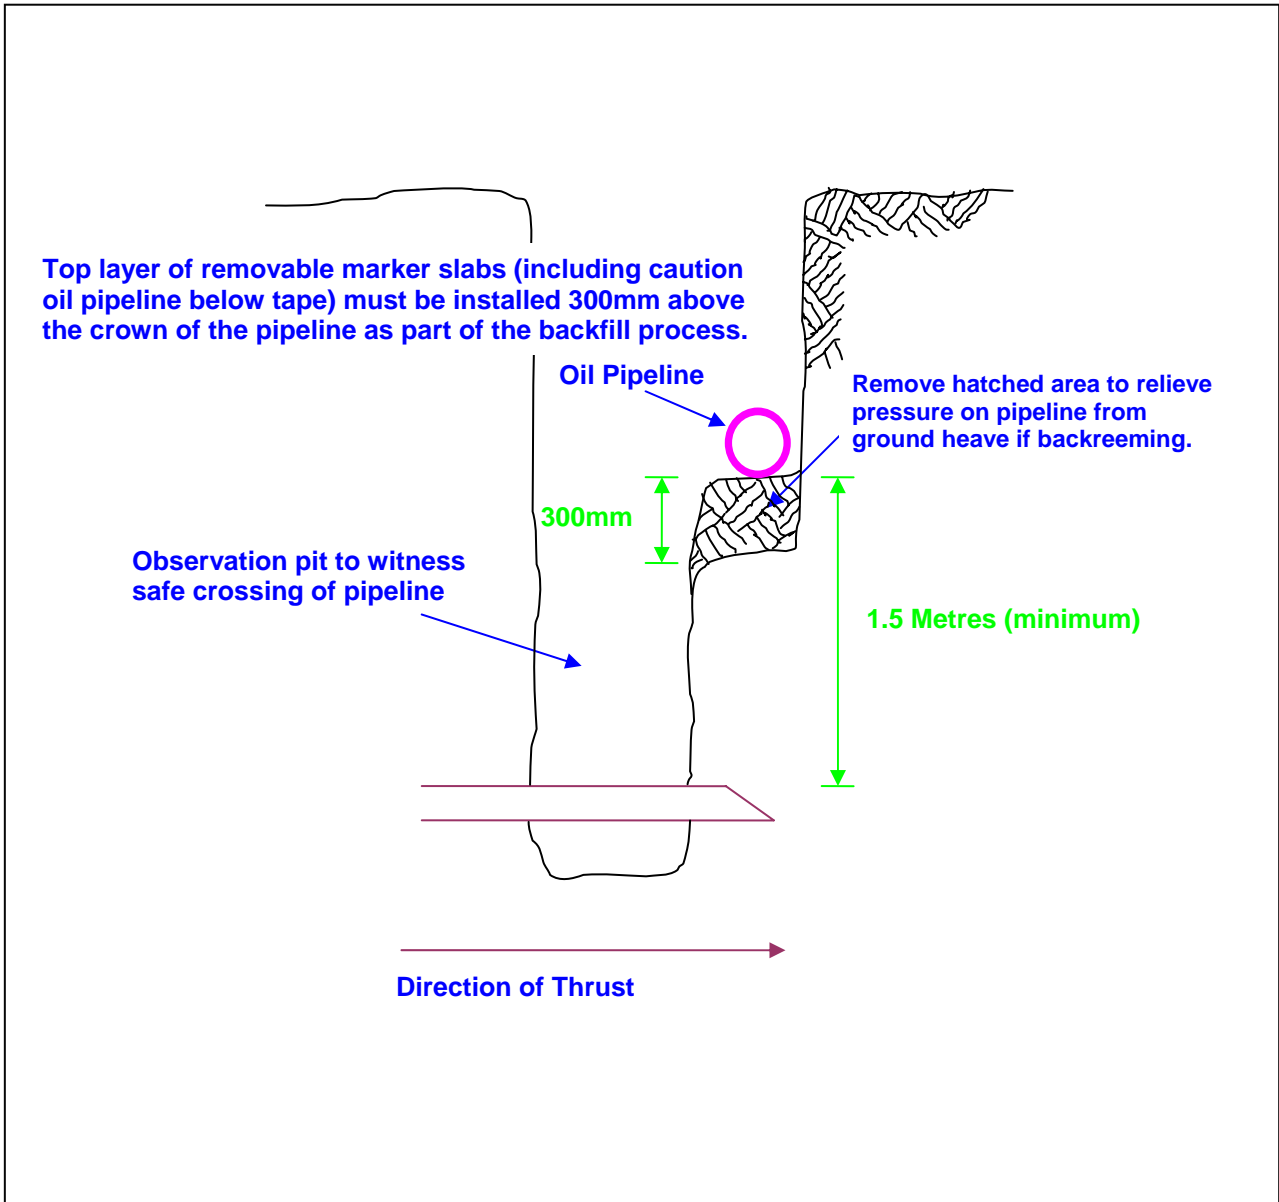 Top layer of removable marker slabs (including caution
oil pipeline below tape) must be installed 300mm above
the crown of the pipeline as part of the backfill process.
Oil Pipeline
Remove hatched area to relieve
pressure on pipeline from
ground heave if backreeming.
300mm
Observation pit to witness
safe crossing of pipeline
1.5 Metres (minimum)
Direction of Thrust